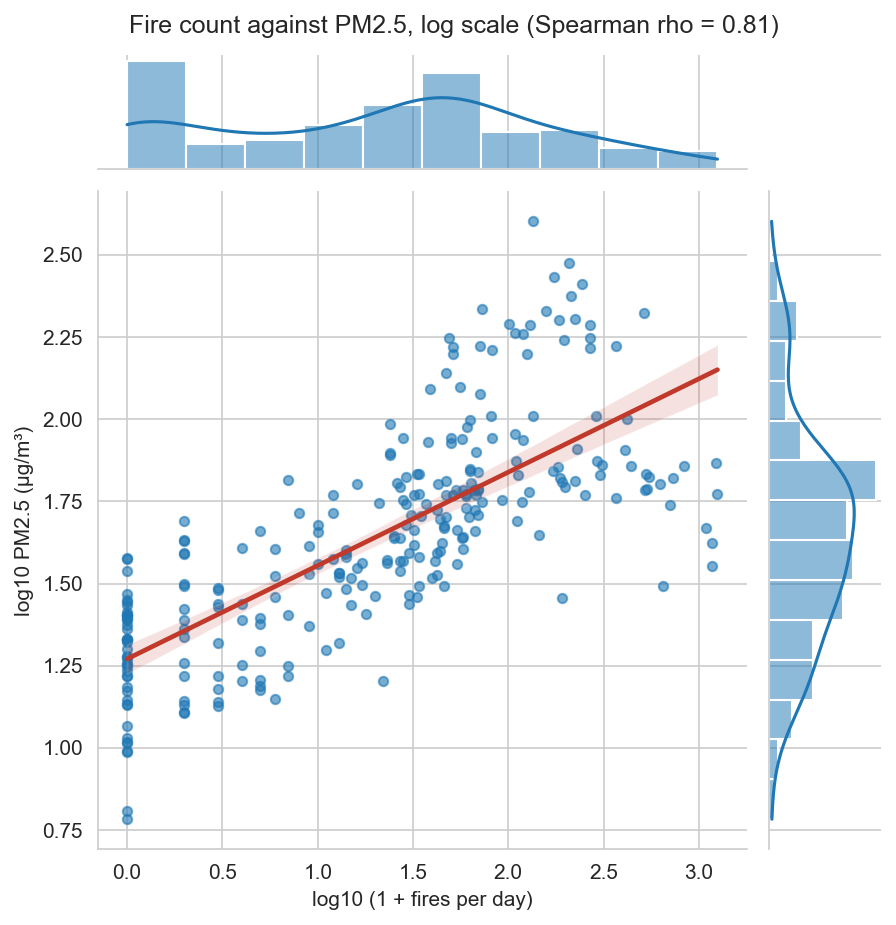 Fire count against PM2.5, log scale (Spearman rho = 0.81)
2.50
2.25
2.00
1.75
1.50
1.25
1.00
0.75
log10 PM2.5 (µg/m³)
0.0 0.5 1.0 1.5 2.0 2.5 3.0
log10 (1 + fires per day)